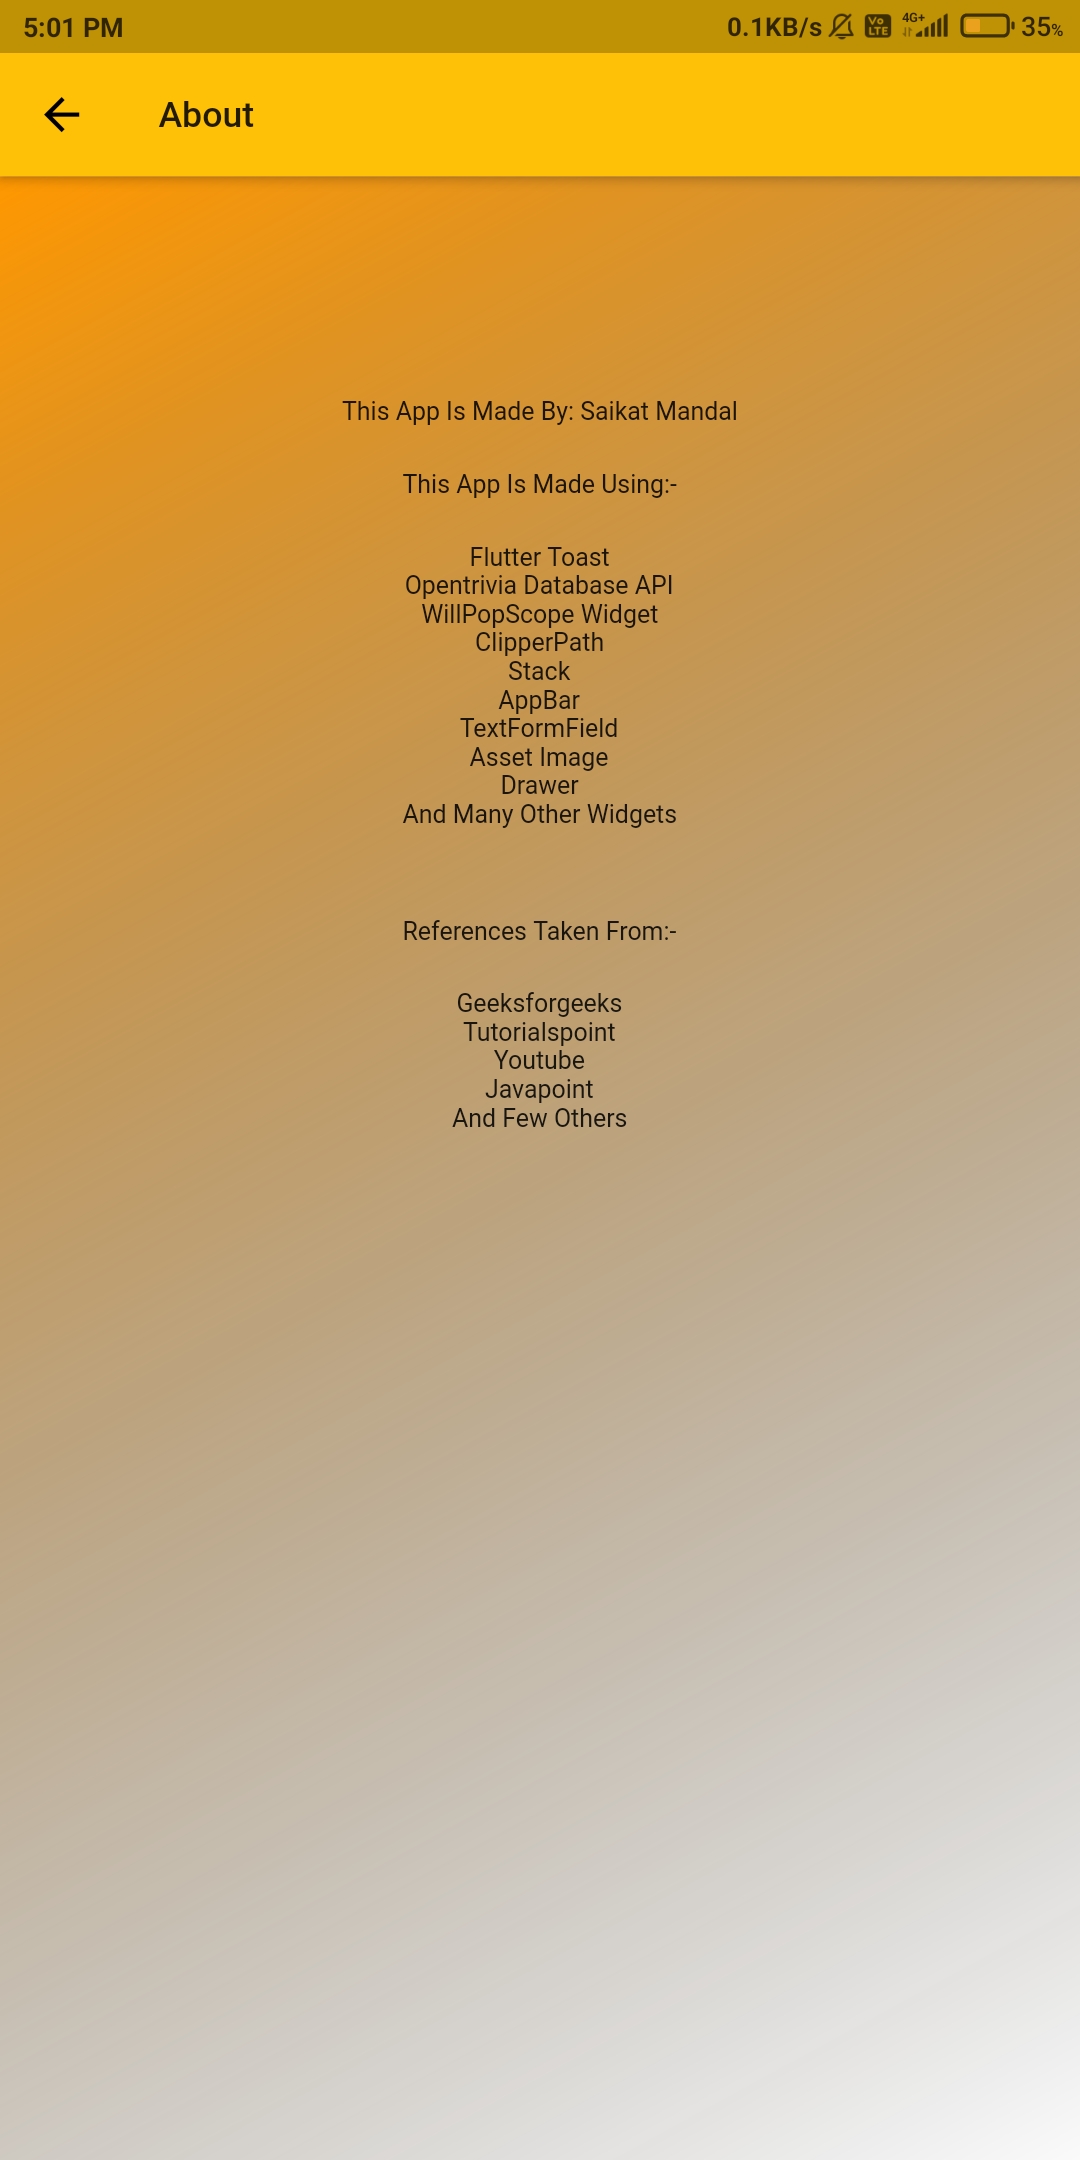 5:01 PM 0.1KB/s Vo LTE 4G+ 35%
About
This App Is Made By: Saikat Mandal
This App Is Made Using:-
Flutter Toast
Opentrivia Database API
WillPopScope Widget
ClipperPath
Stack
AppBar
TextFormField
Asset Image
Drawer
And Many Other Widgets
References Taken From:-
Geeksforgeeks
Tutorialspoint
Youtube
Javapoint
And Few Others